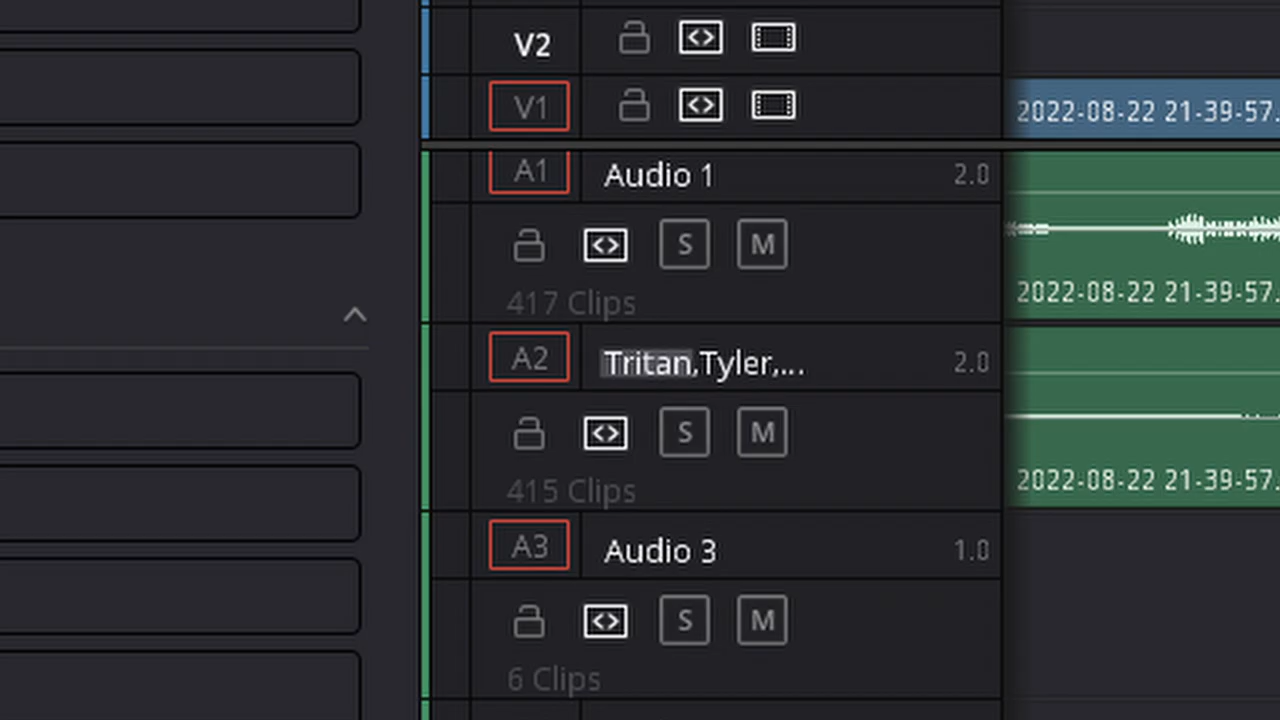 V2
V1
2022-08-22 21-39-57.
A1 Audio 1 2.0
S M
417 Clips
2022-08-22 21-39-57.
A2 Tritan,Tyler,... 2.0
S M
415 Clips
2022-08-22 21-39-57.
A3 Audio 3 1.0
S M
6 Clips